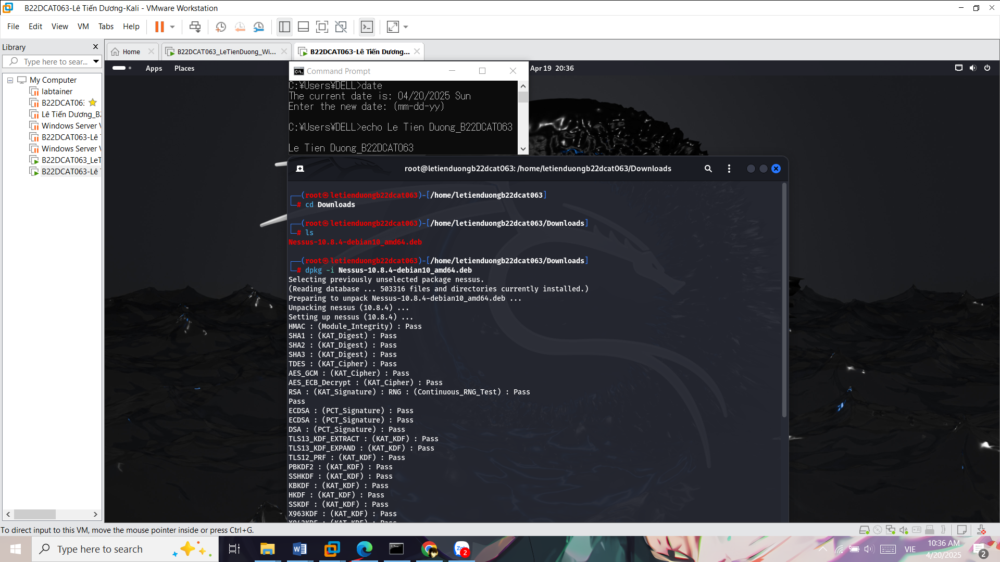 B22DCAT063-Lê Tiến Dương-Kali - VMware Workstation
File Edit View VM Tabs Help
Library
Type here to sear...
My Computer
labtainer
B22DCAT063
Lê Tiến Dương_B2
Windows Server
B22DCAT063-Lê
Windows Server
B22DCAT063_LeT
B22DCAT063-Lê
Home
B22DCAT063_LeTienDuong_Wi...
B22DCAT063-Lê Tiến Dương...
Apps Places
Apr 19 20:36
Command Prompt
C:¥Users¥DELL>date
The current date is: 04/20/2025 Sun
Enter the new date: (mm-dd-yy)
C:¥Users¥DELL>echo Le Tien Duong_B22DCAT063
Le Tien Duong_B22DCAT063
root@letienduongb22dcat063: /home/letienduongb22dcat063/Downloads
┌──(root㉿letienduongb22dcat063)-[/home/letienduongb22dcat063]
└─# cd Downloads
┌──(root㉿letienduongb22dcat063)-[/home/letienduongb22dcat063/Downloads]
└─# ls
Nessus-10.8.4-debian10_amd64.deb
┌──(root㉿letienduongb22dcat063)-[/home/letienduongb22dcat063/Downloads]
└─# dpkg -i Nessus-10.8.4-debian10_amd64.deb
Selecting previously unselected package nessus.
(Reading database ... 503316 files and directories currently installed.)
Preparing to unpack Nessus-10.8.4-debian10_amd64.deb ...
Unpacking nessus (10.8.4) ...
Setting up nessus (10.8.4) ...
HMAC : (Module_Integrity) : Pass
SHA1 : (KAT_Digest) : Pass
SHA2 : (KAT_Digest) : Pass
SHA3 : (KAT_Digest) : Pass
TDES : (KAT_Cipher) : Pass
AES_GCM : (KAT_Cipher) : Pass
AES_ECB_Decrypt : (KAT_Cipher) : Pass
RSA : (KAT_Signature) : RNG : (Continuous_RNG_Test) : Pass
Pass
ECDSA : (PCT_Signature) : Pass
ECDSA : (PCT_Signature) : Pass
DSA : (PCT_Signature) : Pass
TLS13_KDF_EXTRACT : (KAT_KDF) : Pass
TLS13_KDF_EXPAND : (KAT_KDF) : Pass
TLS12_PRF : (KAT_KDF) : Pass
PBKDF2 : (KAT_KDF) : Pass
SSHKDF : (KAT_KDF) : Pass
KBKDF : (KAT_KDF) : Pass
HKDF : (KAT_KDF) : Pass
SSKDF : (KAT_KDF) : Pass
X963KDF : (KAT_KDF) : Pass
X942KDF : (KAT_KDF) : Pass
To direct input to this VM, move the mouse pointer inside or press Ctrl+G.
Type here to search
Zalo
2
VIE
10:36 AM
4/20/2025
2